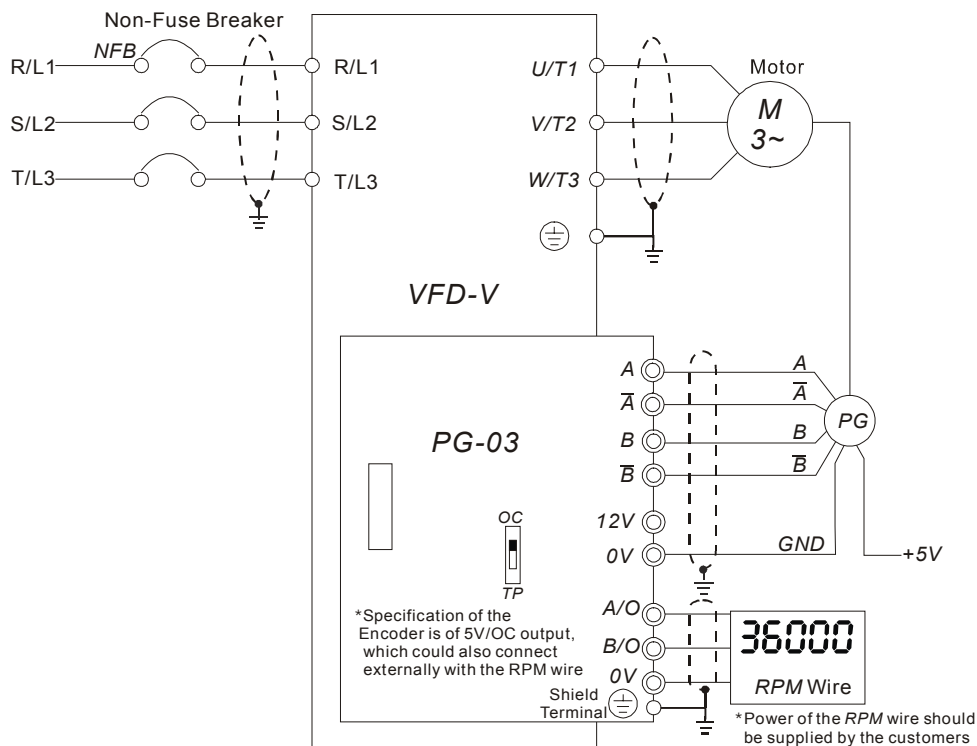 Non-Fuse Breaker
NFB
R/L1
R/L1
U/T1
Motor
S/L2
S/L2
V/T2
M
3~
T/L3
T/L3
W/T3
VFD-V
A
A
A̅
A̅
PG-03
B
B
PG
B̅
B̅
OC
12V
0V
GND
+5V
TP
*Specification of the
Encoder is of 5V/OC output,
which could also connect
externally with the RPM wire
A/O
36000
B/O
0V
RPM Wire
Shield
Terminal
*Power of the RPM wire should
be supplied by the customers